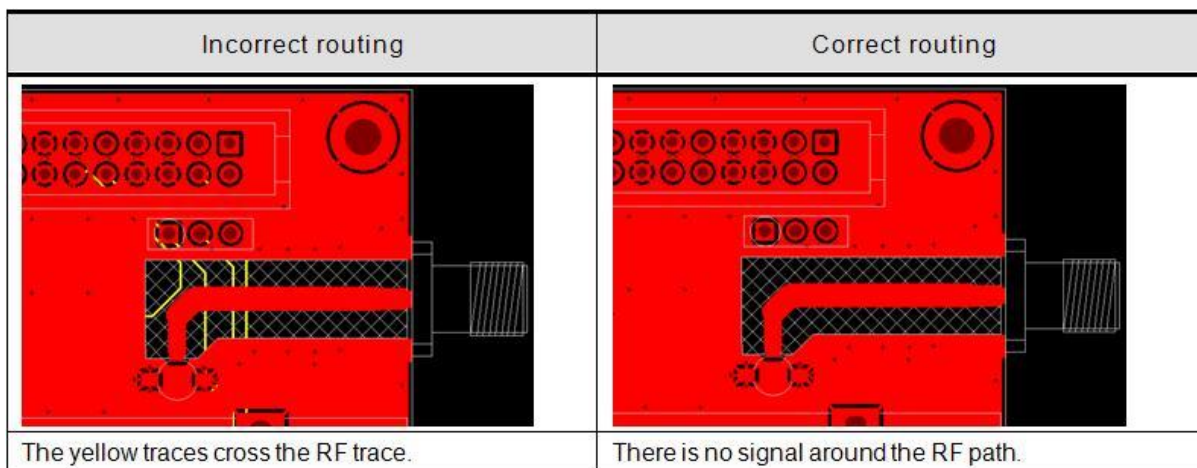 Incorrect routing
Correct routing
The yellow traces cross the RF trace.
There is no signal around the RF path.